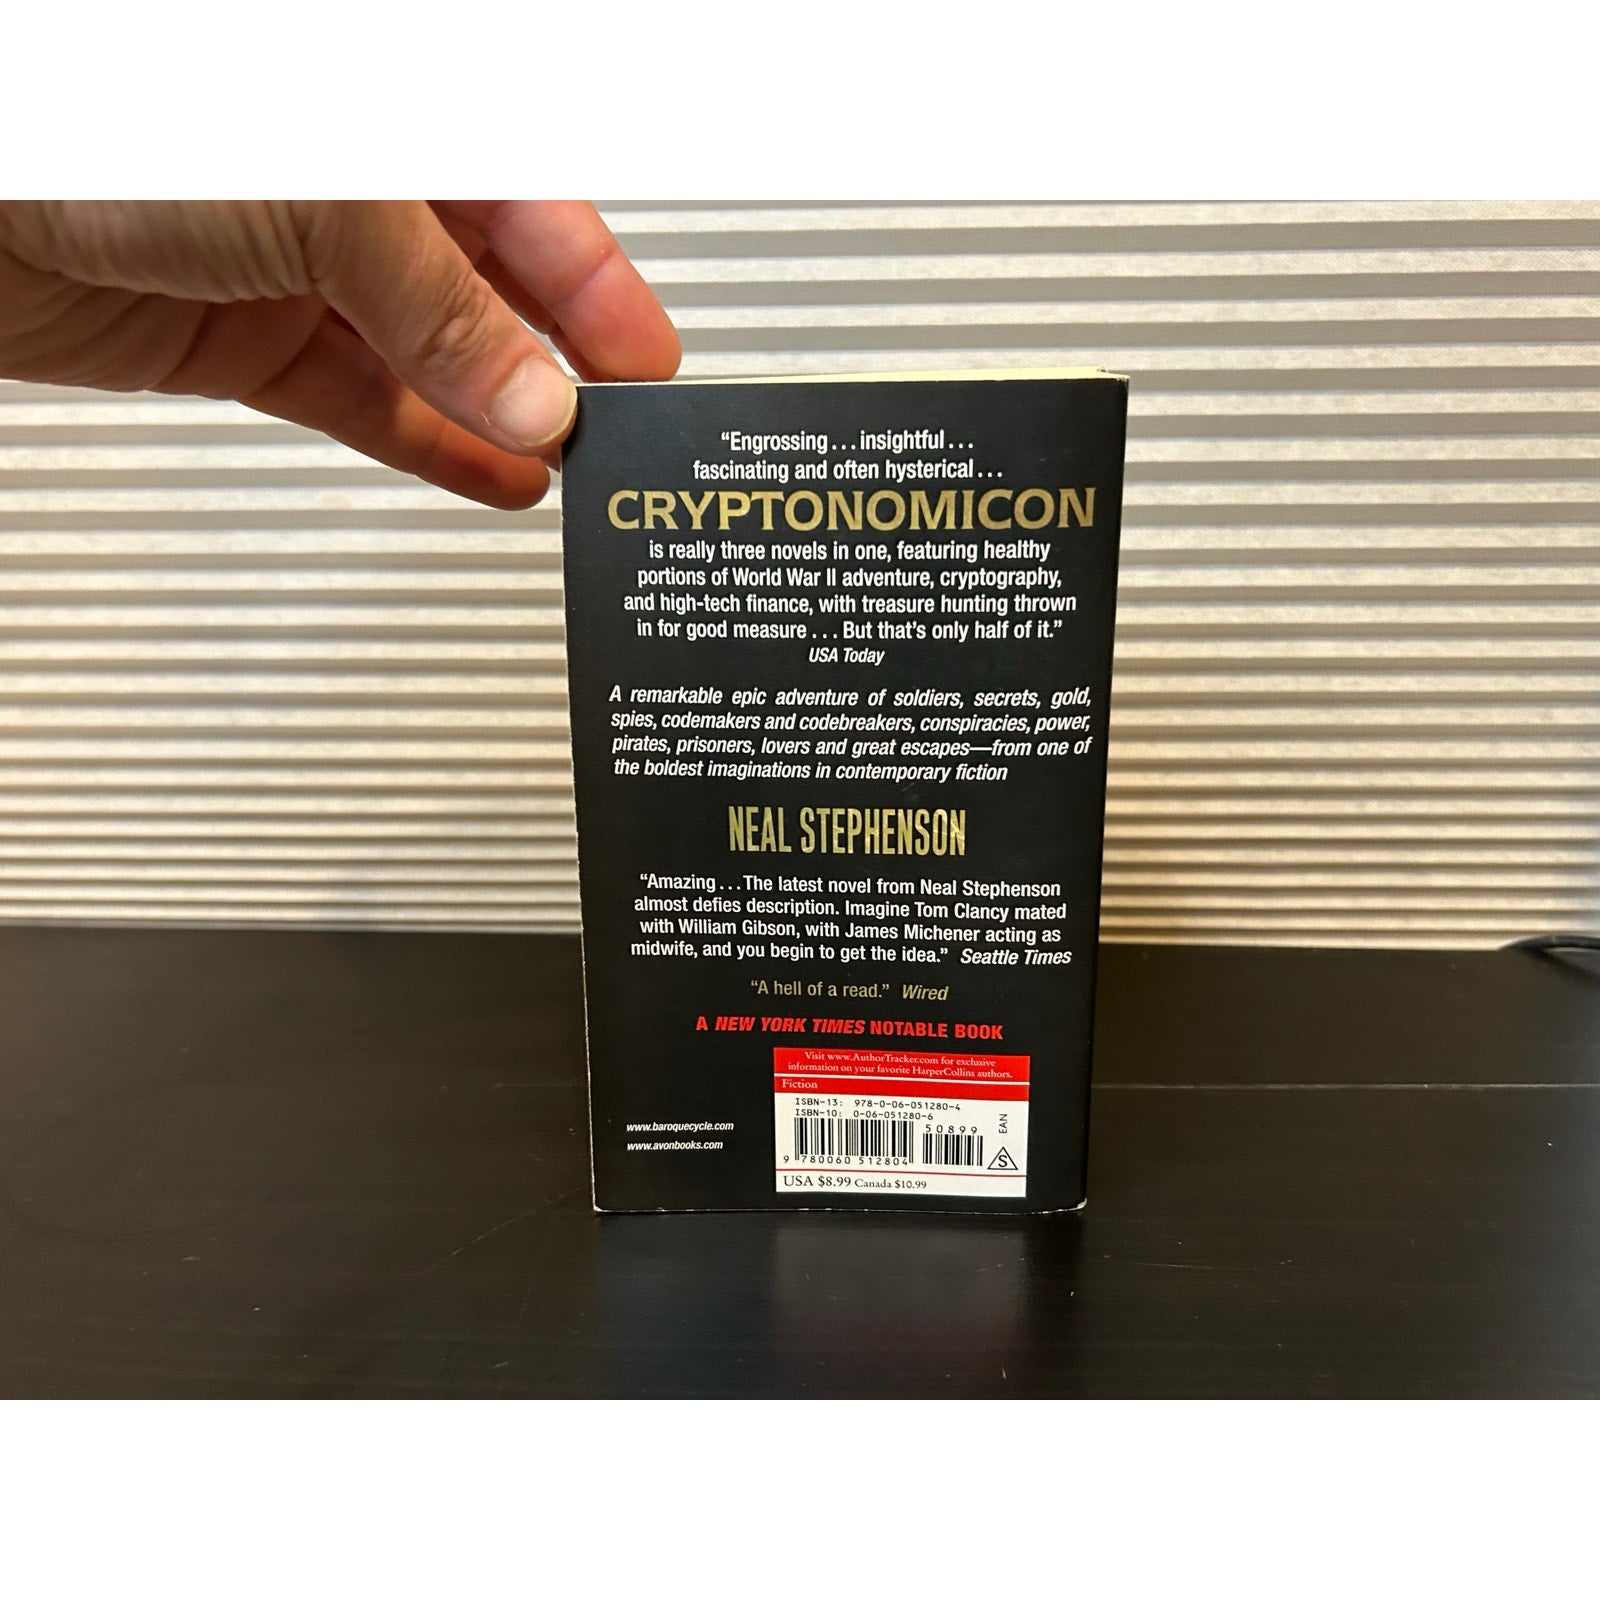 “Engrossing... insightful...
fascinating and often hysterical...
CRYPTONOMICON
is really three novels in one, featuring healthy
portions of World War II adventure, cryptography,
and high-tech finance, with treasure hunting thrown
in for good measure... But that’s only half of it.”
USA Today
A remarkable epic adventure of soldiers, secrets, gold,
spies, codemakers and codebreakers, conspiracies, power,
pirates, prisoners, lovers and great escapes—from one of
the boldest imaginations in contemporary fiction
NEAL STEPHENSON
“Amazing... The latest novel from Neal Stephenson
almost defies description. Imagine Tom Clancy mated
with William Gibson, with James Michener acting as
midwife, and you begin to get the idea.” Seattle Times
“A hell of a read.” Wired
A NEW YORK TIMES NOTABLE BOOK
Visit www.AuthorTracker.com for exclusive
information on your favorite HarperCollins authors.
Fiction
ISBN-13: 978-0-06-051280-4
ISBN-10: 0-06-051280-6
50899
EAN
9 780060 512804
S
USA $8.99 Canada $10.99
www.baroquecycle.com
www.avonbooks.com